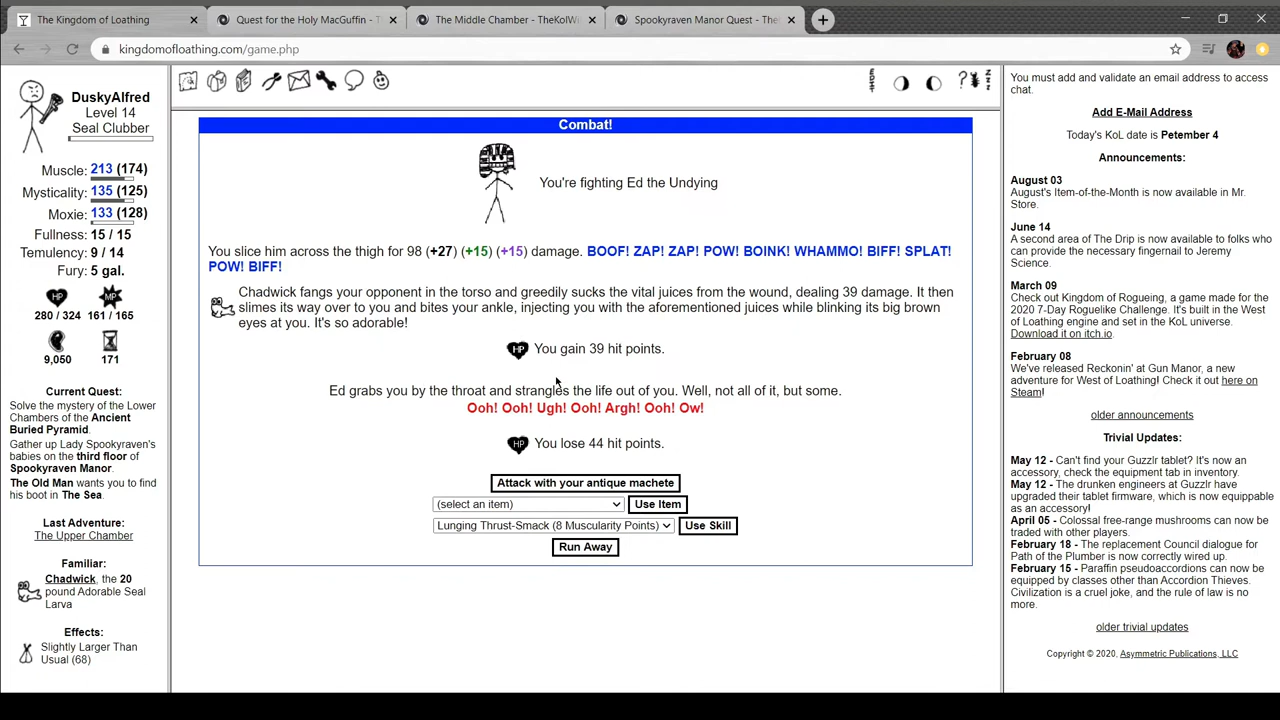 The Kingdom of Loathing
Quest for the Holy MacGuffin - T
The Middle Chamber - TheKolWi
Spookyraven Manor Quest - The
kingdomofloathing.com/game.php
DuskyAlfred
Level 14
Seal Clubber
Muscle: 213 (174)
Mysticality: 135 (125)
Moxie: 133 (128)
Fullness: 15 / 15
Temulency: 9 / 14
Fury: 5 gal.
HP MP
280 / 324 161 / 165
9,050 171
Current Quest:
Solve the mystery of the Lower
Chambers of the Ancient
Buried Pyramid.
Gather up Lady Spookyraven's
babies on the third floor of
Spookyraven Manor.
The Old Man wants you to find
his boot in The Sea.
Last Adventure:
The Upper Chamber
Familiar:
Chadwick, the 20
pound Adorable Seal
Larva
Effects:
Slightly Larger Than
Usual (68)
Combat!
You're fighting Ed the Undying
You slice him across the thigh for 98 (+27) (+15) (+15) damage. BOOF! ZAP! ZAP! POW! BOINK! WHAMMO! BIFF! SPLAT!
POW! BIFF!
Chadwick fangs your opponent in the torso and greedily sucks the vital juices from the wound, dealing 39 damage. It then
slimes its way over to you and bites your ankle, injecting you with the aforementioned juices while blinking its big brown
eyes at you. It's so adorable!
HP You gain 39 hit points.
Ed grabs you by the throat and strangles the life out of you. Well, not all of it, but some.
Ooh! Ooh! Ugh! Ooh! Argh! Ooh! Ow!
HP You lose 44 hit points.
Attack with your antique machete
(select an item) Use Item
Lunging Thrust-Smack (8 Muscularity Points) Use Skill
Run Away
You must add and validate an email address to access
chat.
Add E-Mail Address
Today's KoL date is Petember 4
Announcements:
August 03
August's Item-of-the-Month is now available in Mr.
Store.
June 14
A second area of The Drip is now available to folks who
can provide the necessary fingernail to Jeremy
Science.
March 09
Check out Kingdom of Rogueing, a game made for the
2020 7-Day Roguelike Challenge. It's built in the West
of Loathing engine and set in the KoL universe.
Download it on itch.io.
February 08
We've released Reckonin' at Gun Manor, a new
adventure for West of Loathing! Check it out here on
Steam!
older announcements
Trivial Updates:
May 12 - Can't find your Guzzlr tablet? It's now an
accessory, check the equipment tab in inventory.
May 12 - The drunken engineers at Guzzlr have
upgraded their tablet firmware, which is now equippable
as an accessory!
April 05 - Colossal free-range mushrooms can now be
traded with other players.
February 18 - The replacement Council dialogue for
Path of the Plumber is now correctly wired up.
February 15 - Paraffin pseudoaccordions can now be
equipped by classes other than Accordion Thieves.
Civilization is a cruel joke, and the rule of law is no
more.
older trivial updates
Copyright © 2020, Asymmetric Publications, LLC